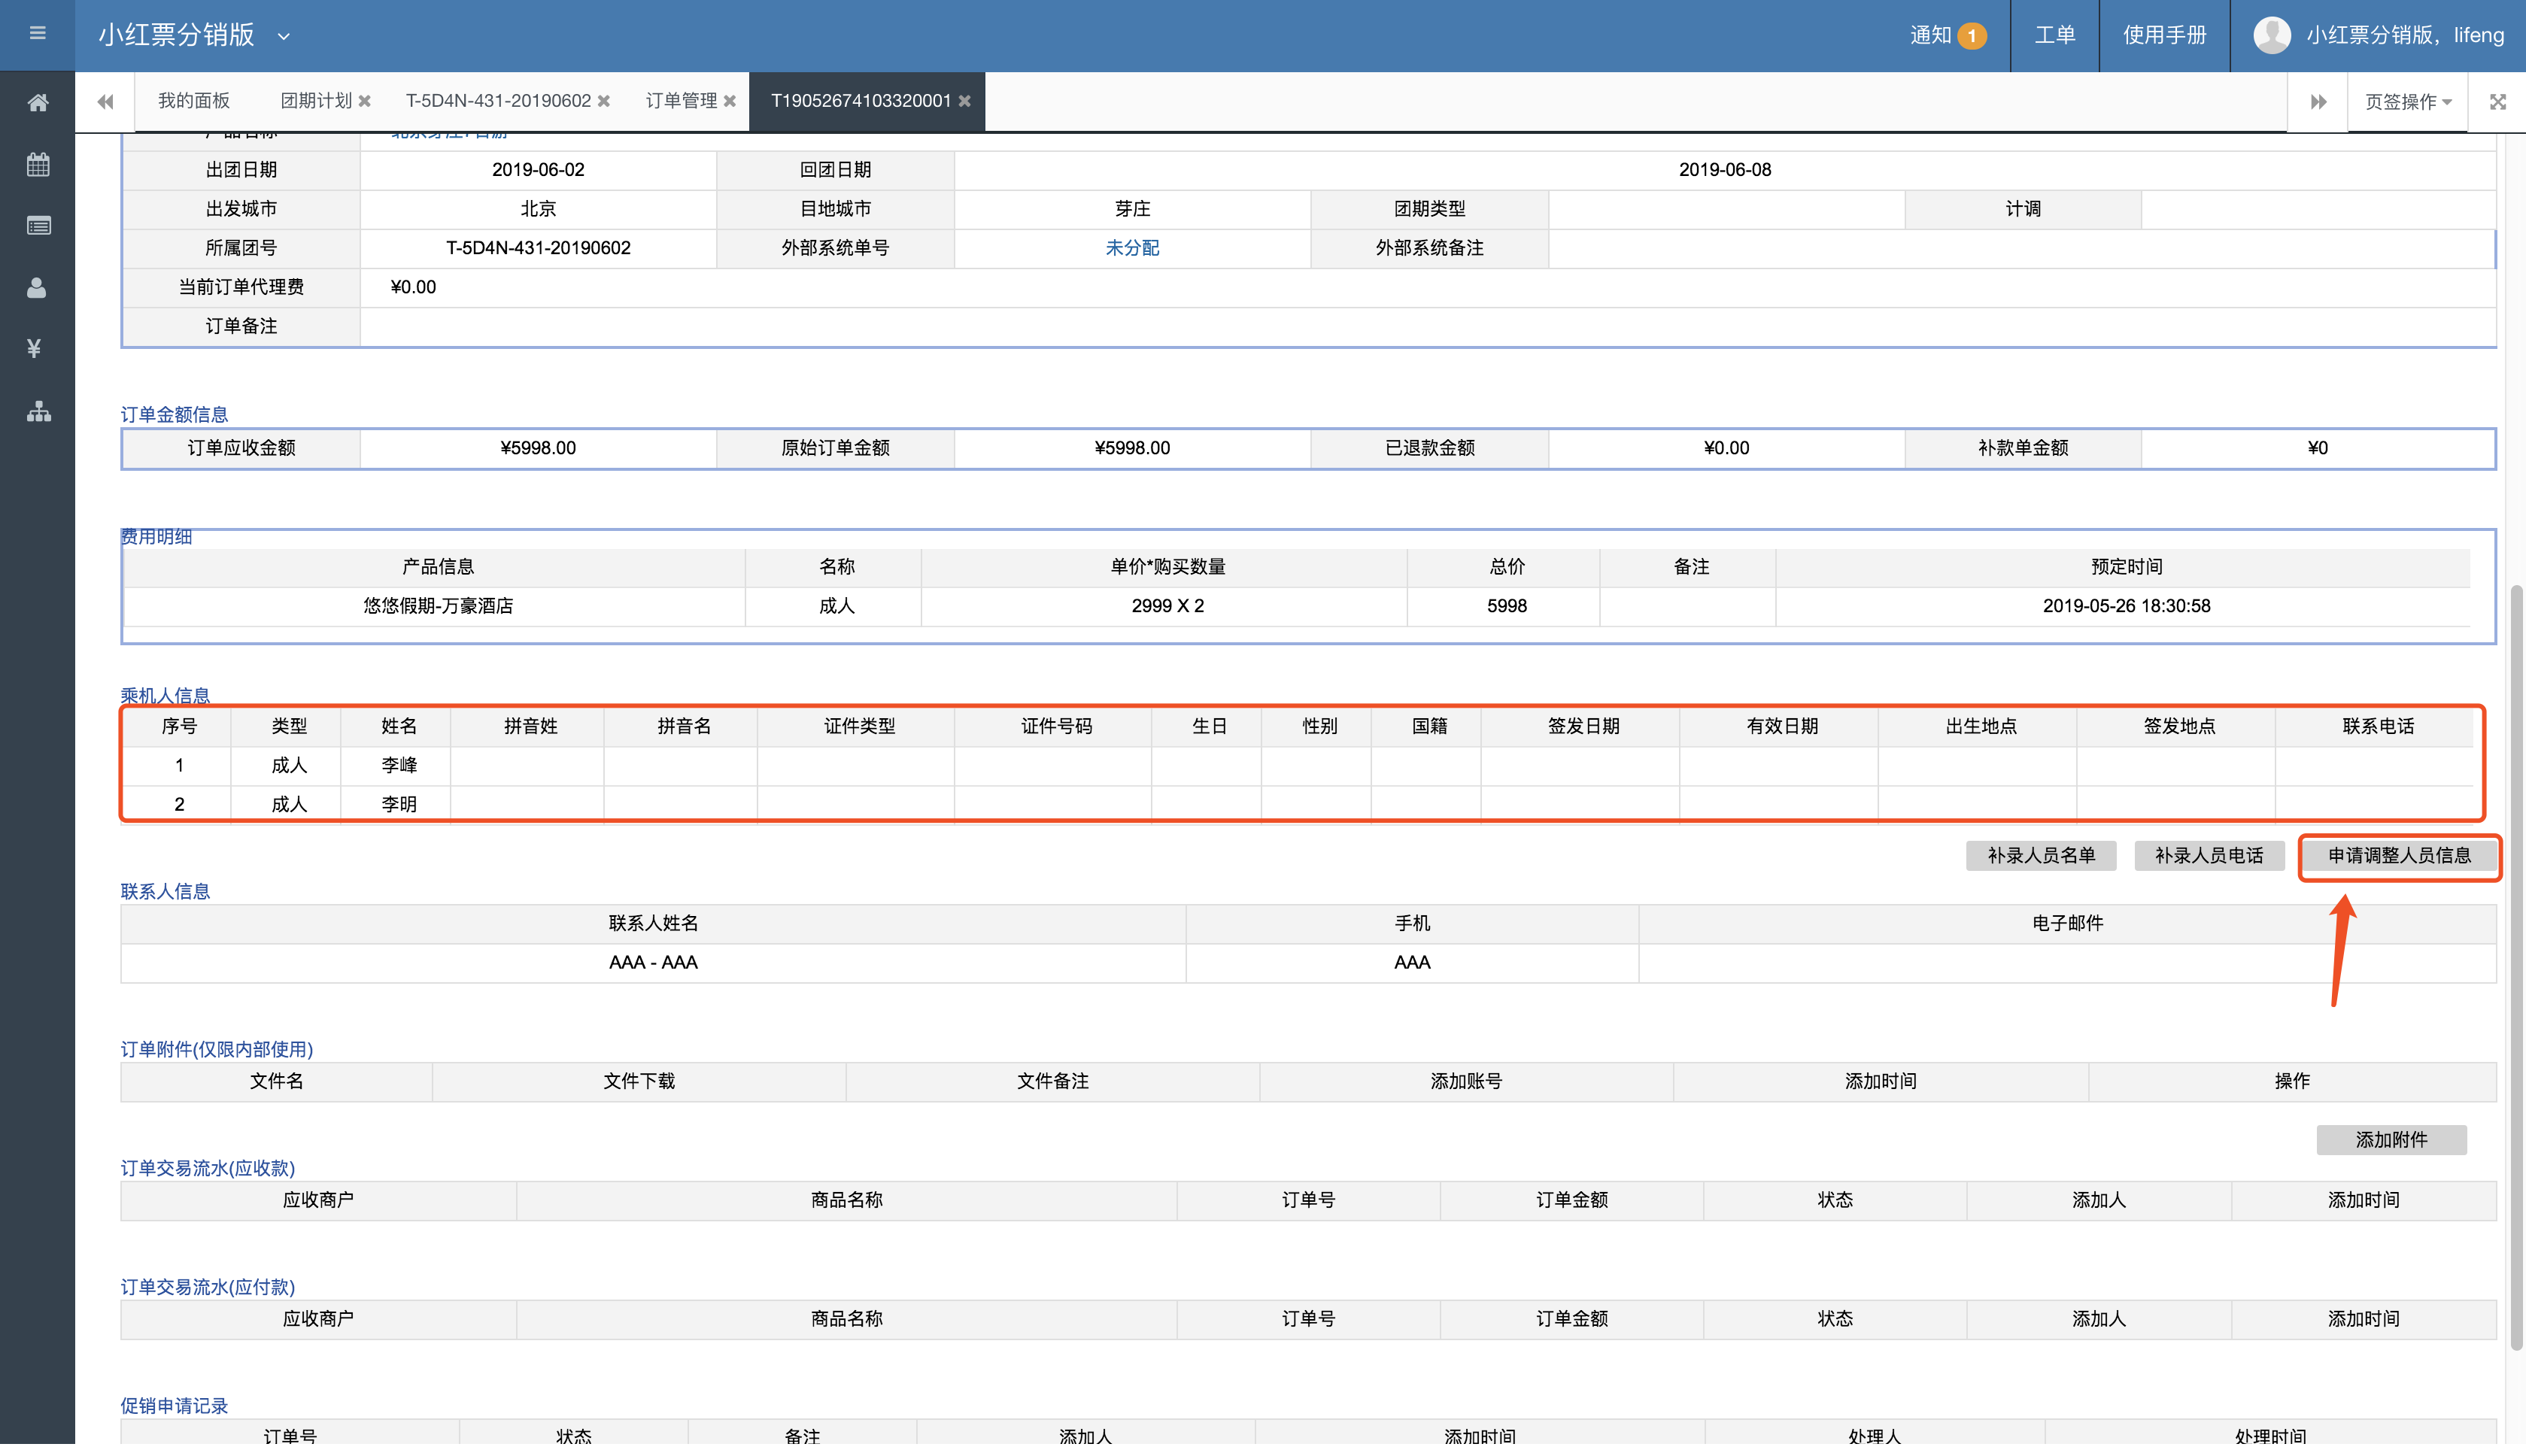 小红票分销版
通知 1 工单 使用手册 小红票分销版，lifeng
我的面板 团期计划 T-5D4N-431-20190602 订单管理 T19052674103320001 页签操作
出团日期 2019-06-02 回团日期 2019-06-08
出发城市 北京 目地城市 芽庄 团期类型 计调
所属团号 T-5D4N-431-20190602 外部系统单号 未分配 外部系统备注
当前订单代理费 ¥0.00
订单备注
订单金额信息
订单应收金额 ¥5998.00 原始订单金额 ¥5998.00 已退款金额 ¥0.00 补款单金额 ¥0
费用明细
产品信息 名称 单价*购买数量 总价 备注 预定时间
悠悠假期-万豪酒店 成人 2999 X 2 5998 2019-05-26 18:30:58
乘机人信息
序号 类型 姓名 拼音姓 拼音名 证件类型 证件号码 生日 性别 国籍 签发日期 有效日期 出生地点 签发地点 联系电话
1 成人 李峰
2 成人 李明
补录人员名单 补录人员电话 申请调整人员信息
联系人信息
联系人姓名 手机 电子邮件
AAA - AAA AAA
订单附件(仅限内部使用)
文件名 文件下载 文件备注 添加账号 添加时间 操作
添加附件
订单交易流水(应收款)
应收商户 商品名称 订单号 订单金额 状态 添加人 添加时间
订单交易流水(应付款)
应收商户 商品名称 订单号 订单金额 状态 添加人 添加时间
促销申请记录
订单号 状态 备注 添加人 添加时间 处理人 处理时间